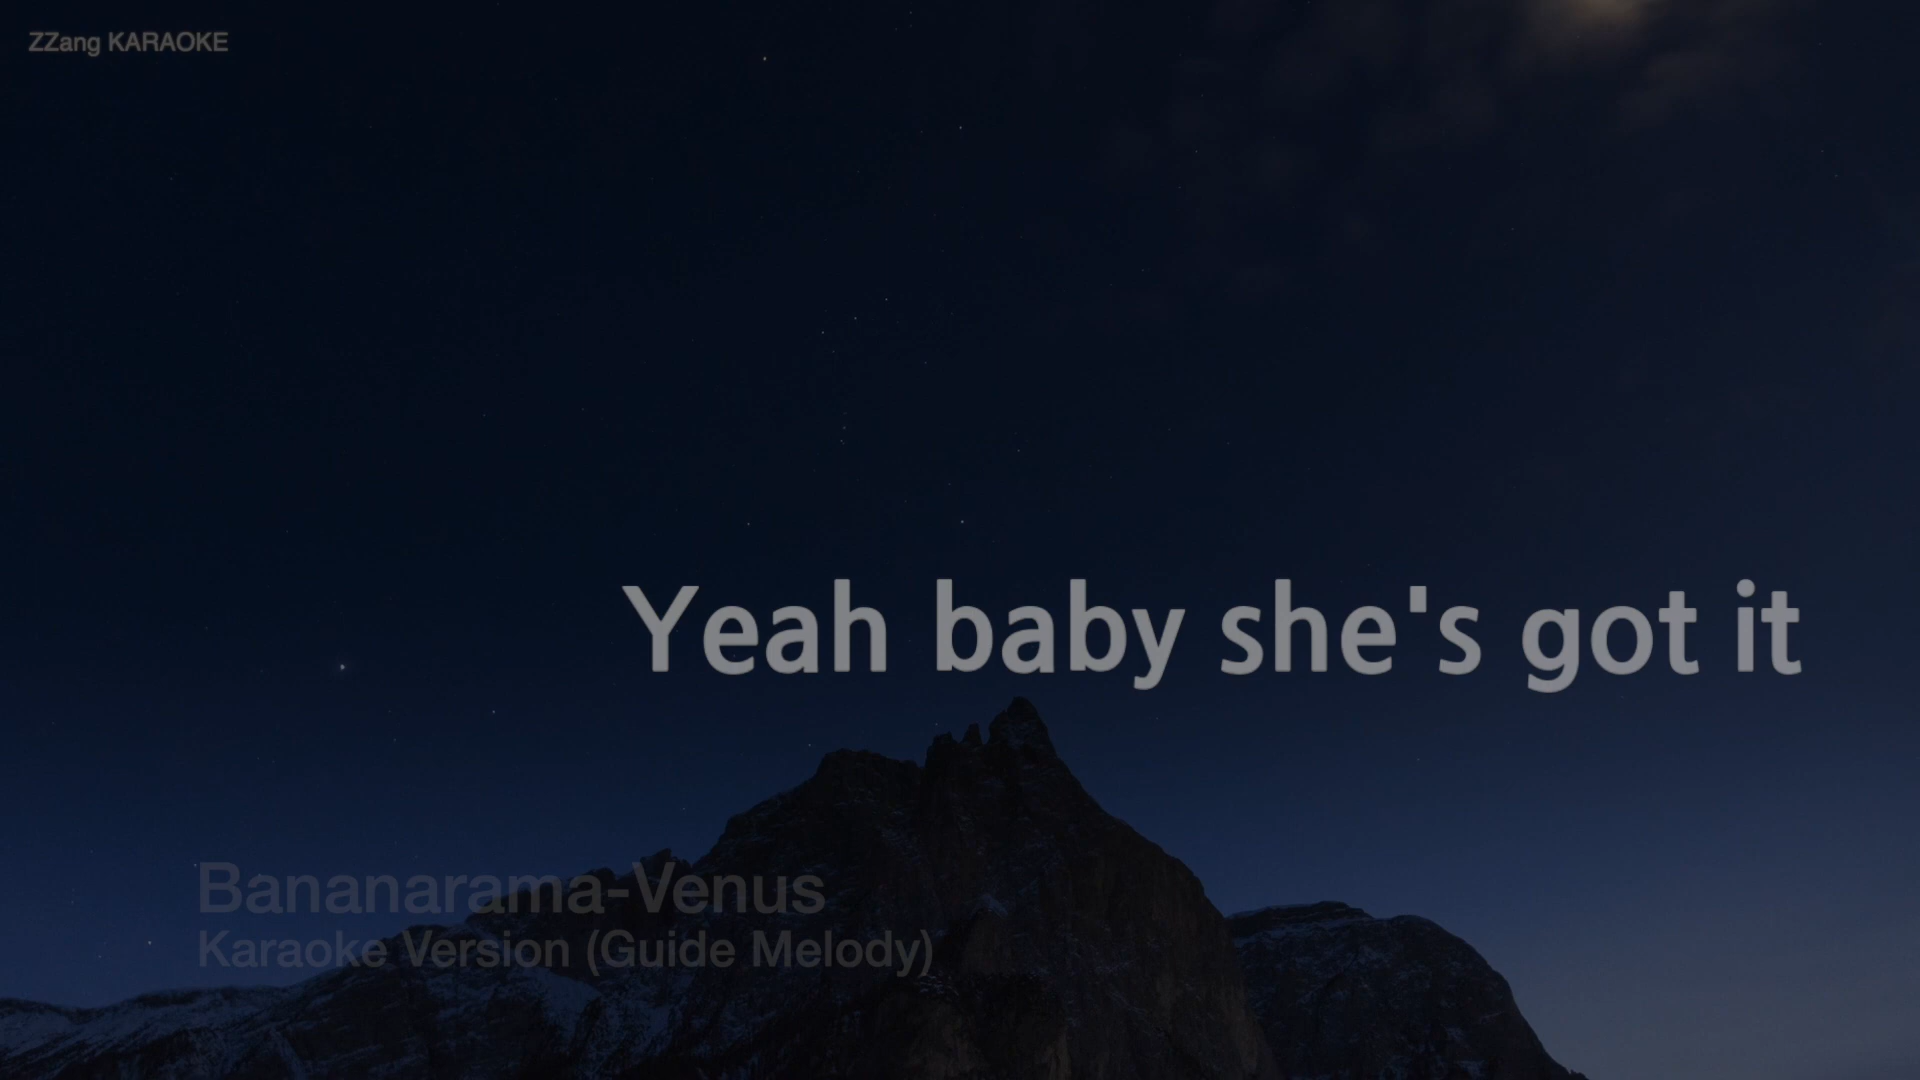 ZZang KARAOKE
Yeah baby she's got it
Bananarama-Venus
Karaoke Version (Guide Melody)